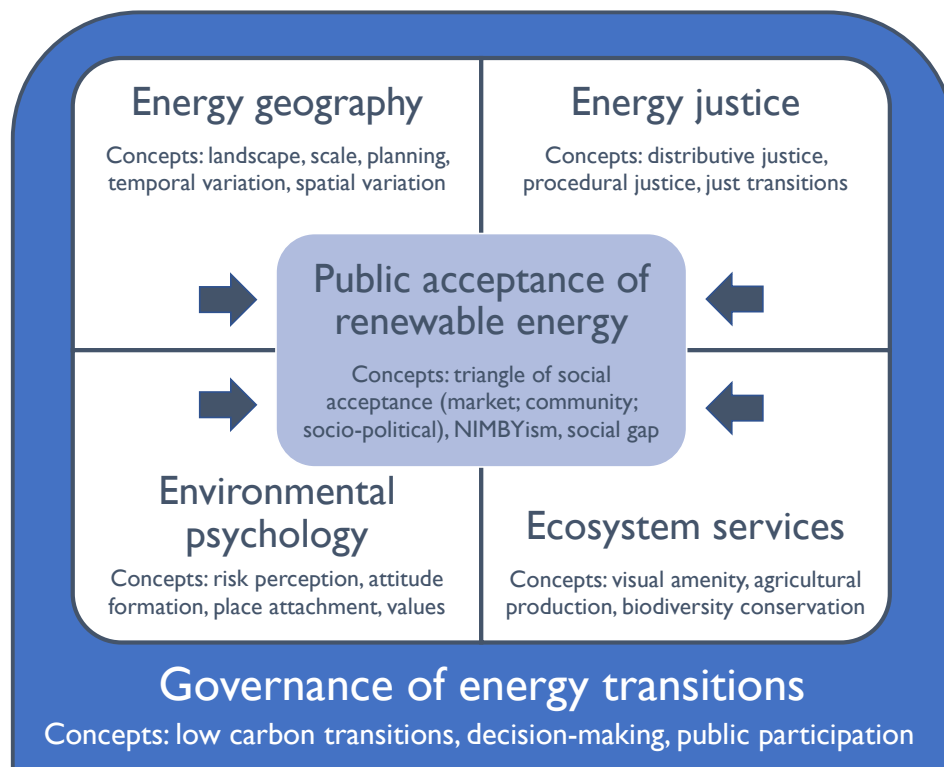 Energy geography
Concepts: landscape, scale, planning,
temporal variation, spatial variation
Energy justice
Concepts: distributive justice,
procedural justice, just transitions
Public acceptance of
renewable energy
Concepts: triangle of social
acceptance (market; community;
socio-political), NIMBYism, social gap
Environmental
psychology
Concepts: risk perception, attitude
formation, place attachment, values
Ecosystem services
Concepts: visual amenity, agricultural
production, biodiversity conservation
Governance of energy transitions
Concepts: low carbon transitions, decision-making, public participation